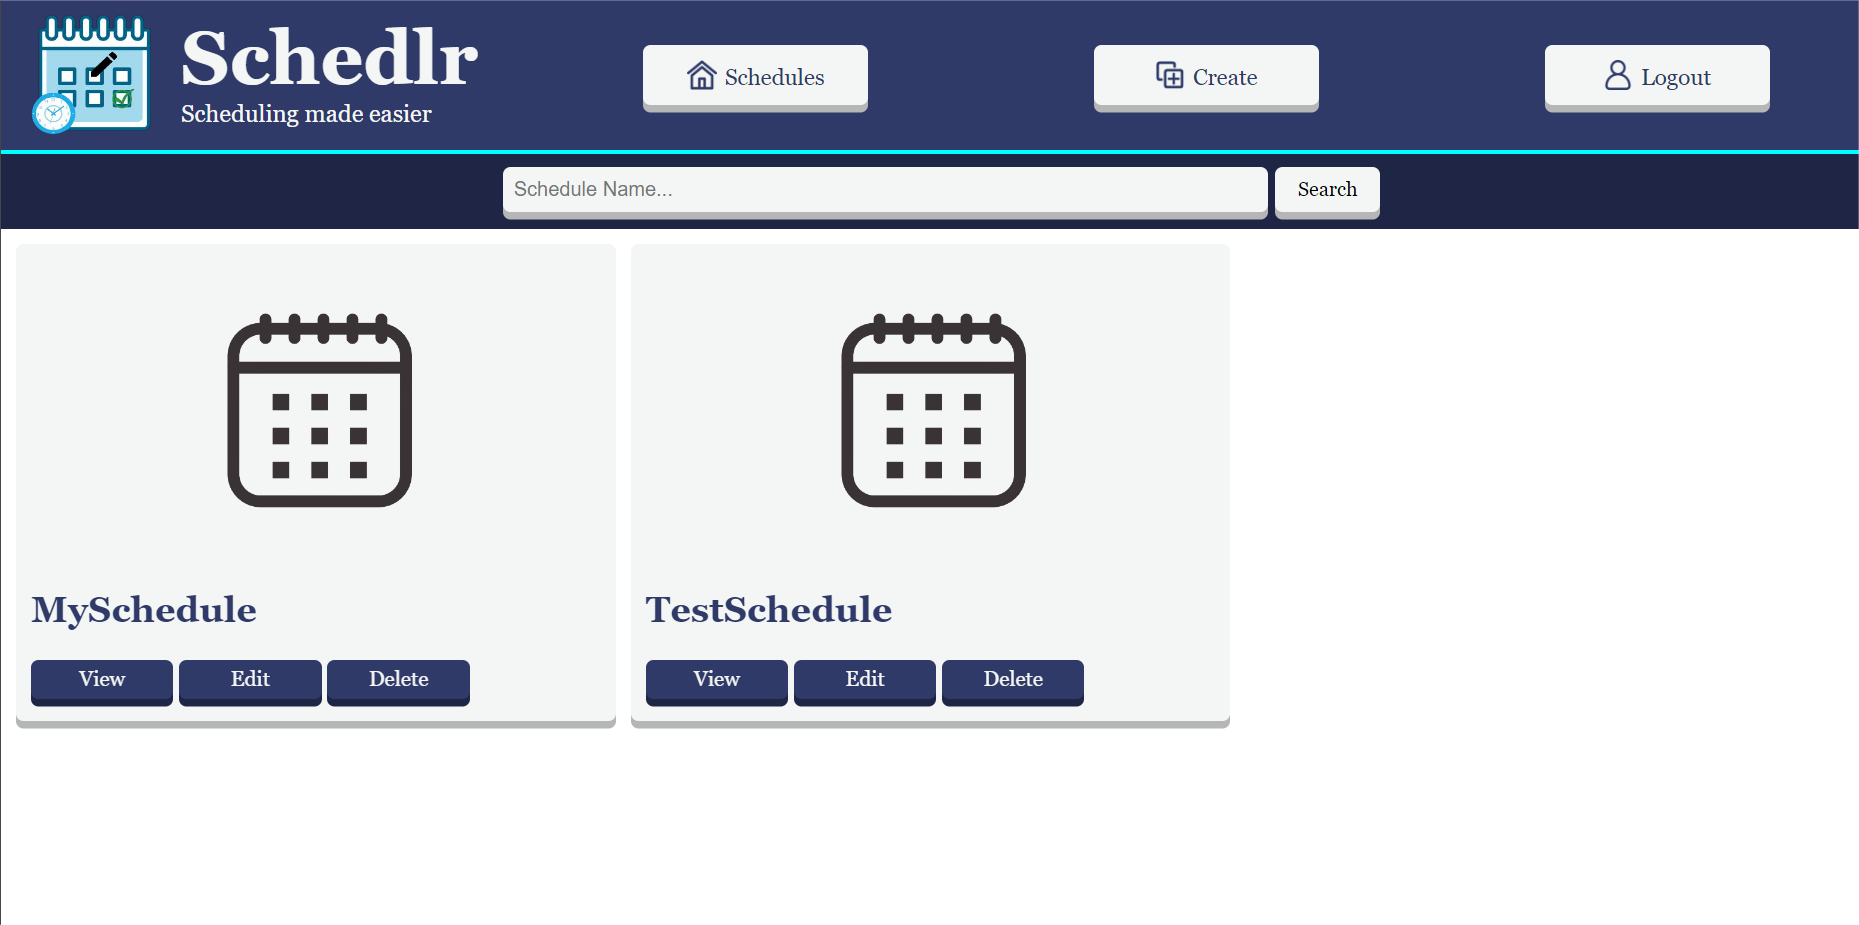 Schedlr
Scheduling made easier
Schedules
Create
Logout
Schedule Name...
Search
MySchedule
View
Edit
Delete
TestSchedule
View
Edit
Delete